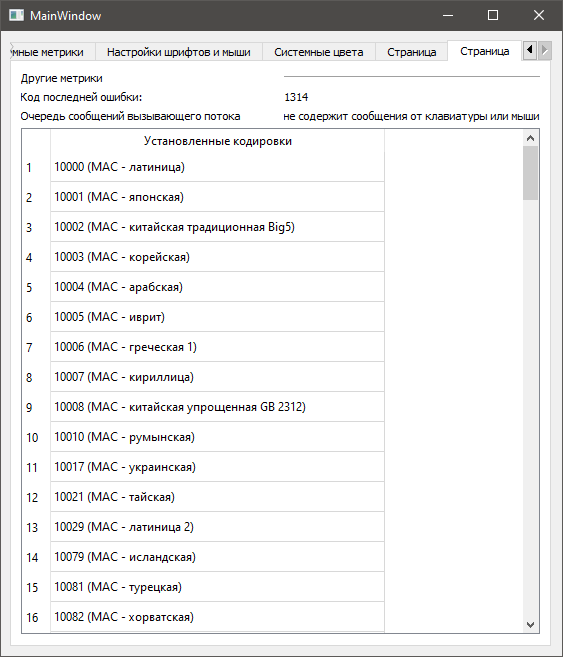 MainWindow
емные метрики Настройки шрифтов и мыши Системные цвета Страница Страница
Другие метрики
Код последней ошибки: 1314
Очередь сообщений вызывающего потока не содержит сообщения от клавиатуры или мыши
Установленные кодировки
1 10000 (MAC - латиница)
2 10001 (MAC - японская)
3 10002 (MAC - китайская традиционная Big5)
4 10003 (MAC - корейская)
5 10004 (MAC - арабская)
6 10005 (MAC - иврит)
7 10006 (MAC - греческая 1)
8 10007 (MAC - кириллица)
9 10008 (MAC - китайская упрощенная GB 2312)
10 10010 (MAC - румынская)
11 10017 (MAC - украинская)
12 10021 (MAC - тайская)
13 10029 (MAC - латиница 2)
14 10079 (MAC - исландская)
15 10081 (MAC - турецкая)
16 10082 (MAC - хорватская)